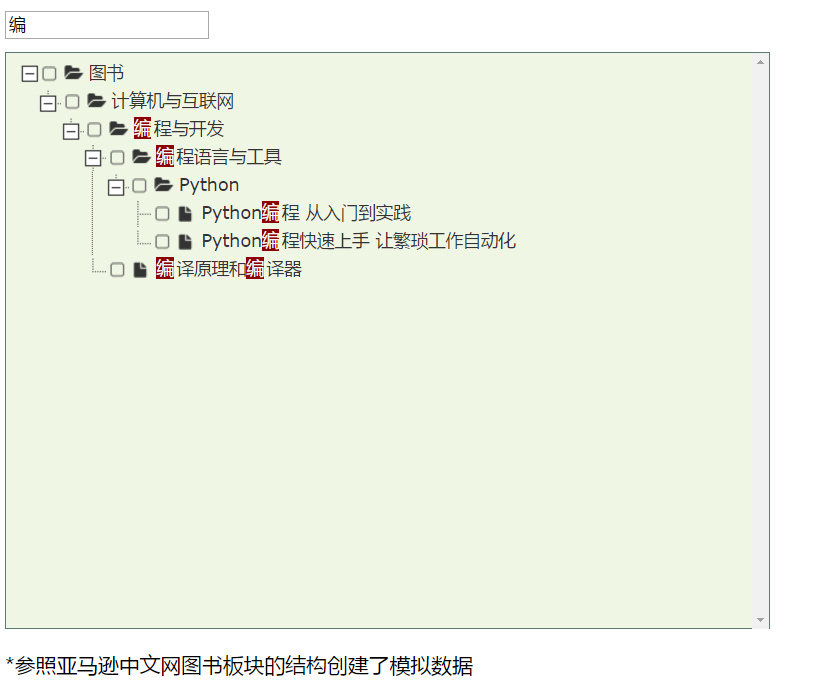 编
图书
计算机与互联网
编程与开发
编程语言与工具
Python
Python编程 从入门到实践
Python编程快速上手 让繁琐工作自动化
编译原理和编译器
*参照亚马逊中文网图书板块的结构创建了模拟数据